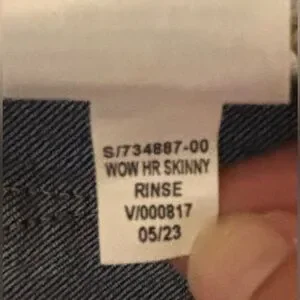 S/734887-00
WOW HR SKINNY
RINSE
V/000817
05/23